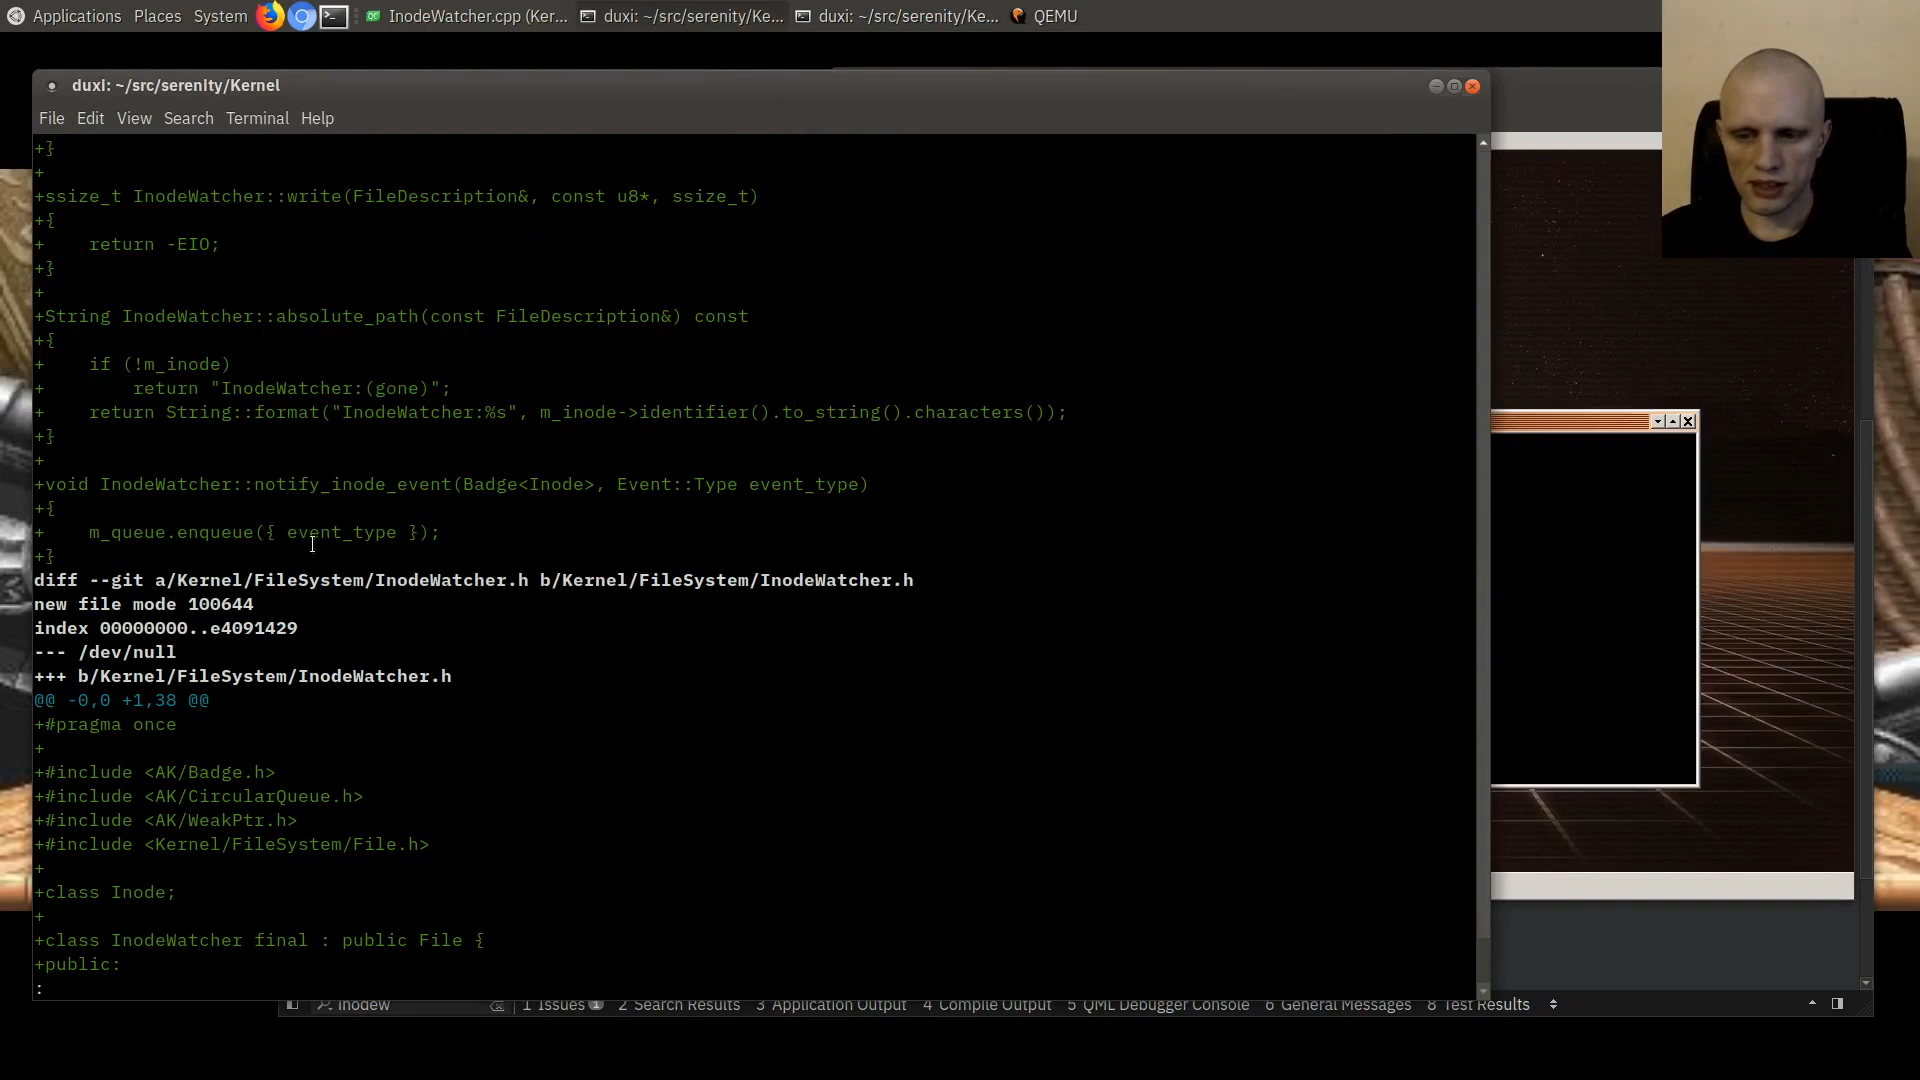 Applications Places System InodeWatcher.cpp (Ker... duxi: ~/src/serenity/Ke... duxi: ~/src/serenity/Ke... QEMU
duxi: ~/src/serenity/Kernel
File Edit View Search Terminal Help
+}
+
+ssize_t InodeWatcher::write(FileDescription&, const u8*, ssize_t)
+{
+    return -EIO;
+}
+
+String InodeWatcher::absolute_path(const FileDescription&) const
+{
+    if (!m_inode)
+        return "InodeWatcher:(gone)";
+    return String::format("InodeWatcher:%s", m_inode->identifier().to_string().characters());
+}
+
+void InodeWatcher::notify_inode_event(Badge<Inode>, Event::Type event_type)
+{
+    m_queue.enqueue({ event_type });
+}
diff --git a/Kernel/FileSystem/InodeWatcher.h b/Kernel/FileSystem/InodeWatcher.h
new file mode 100644
index 00000000..e4091429
--- /dev/null
+++ b/Kernel/FileSystem/InodeWatcher.h
@@ -0,0 +1,38 @@
+#pragma once
+
+#include <AK/Badge.h>
+#include <AK/CircularQueue.h>
+#include <AK/WeakPtr.h>
+#include <Kernel/FileSystem/File.h>
+
+class Inode;
+
+class InodeWatcher final : public File {
+public:
:
inodew 1 Issues 1 2 Search Results 3 Application Output 4 Compile Output 5 QML Debugger Console 6 General Messages 8 Test Results